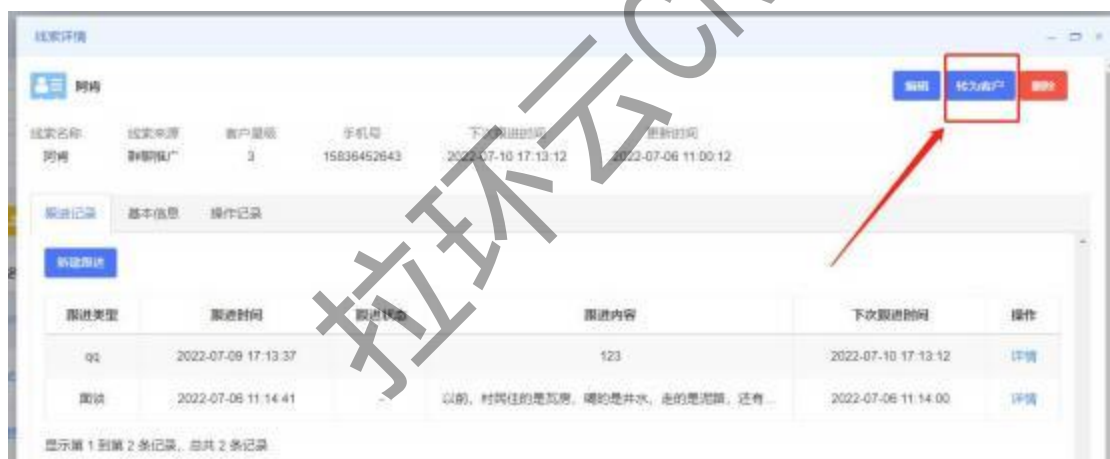 线索详情
阿肯
编辑 转为客户 删除
线索名称 线索来源 客户星级 手机号 下次跟进时间 更新时间
阿肯 3 15836452643 2022-07-10 17:13:12 2022-07-06 11:00:12
跟进记录 基本信息 操作记录
新建跟进
跟进类型 跟进时间 跟进状态 跟进内容 下次跟进时间 操作
qq 2022-07-09 17:13:37 123 2022-07-10 17:13:12 详情
面谈 2022-07-06 11:14:41 - 以前，村民住的是瓦房，喝的是井水，走的是泥路，还有... 2022-07-06 11:14:00 详情
显示第 1 到第 2 条记录，总共 2 条记录
拉环云CR